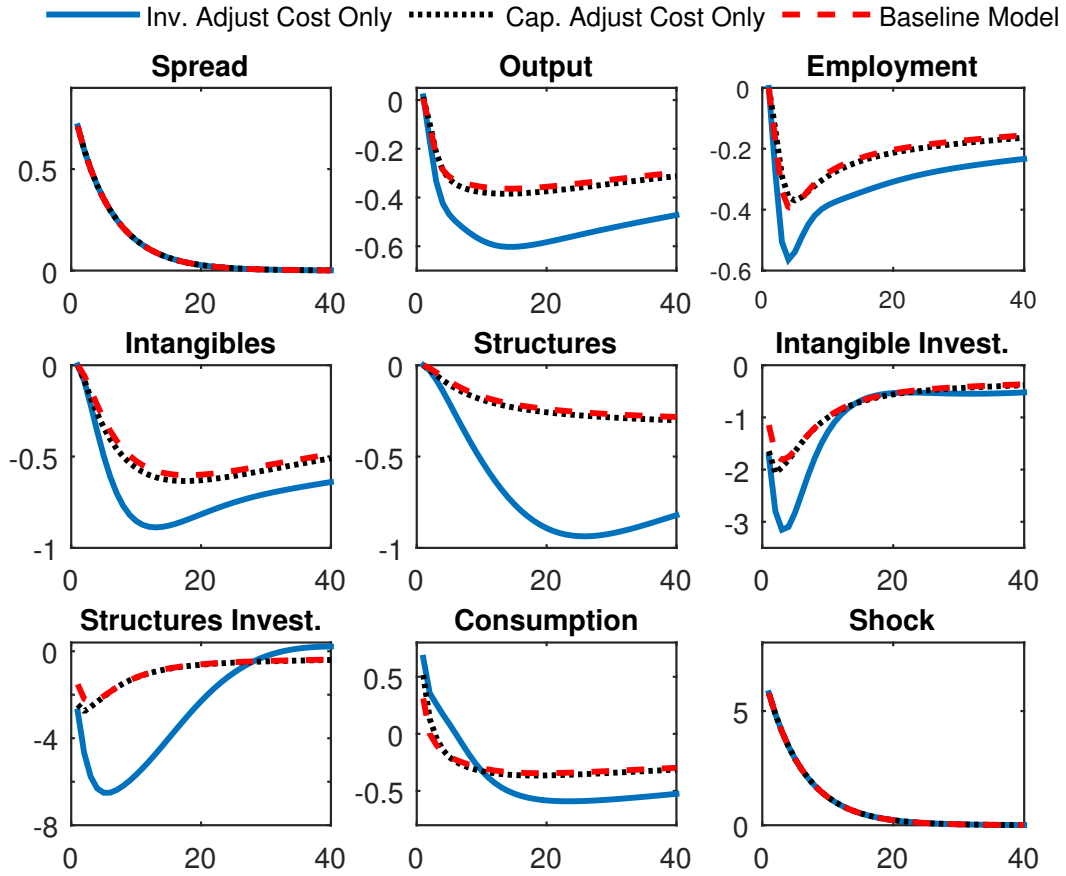 Inv. Adjust Cost Only Cap. Adjust Cost Only Baseline Model
Spread Output Employment
0.5
0
0 20 40
0
-0.2
-0.4
-0.6
0 20 40
0
-0.2
-0.4
-0.6
0 20 40
Intangibles Structures Intangible Invest.
0
-0.5
-1
0 20 40
0
-0.5
-1
0 20 40
0
-1
-2
-3
0 20 40
Structures Invest. Consumption Shock
0
-4
-8
0 20 40
0.5
0
-0.5
0 20 40
5
0
0 20 40